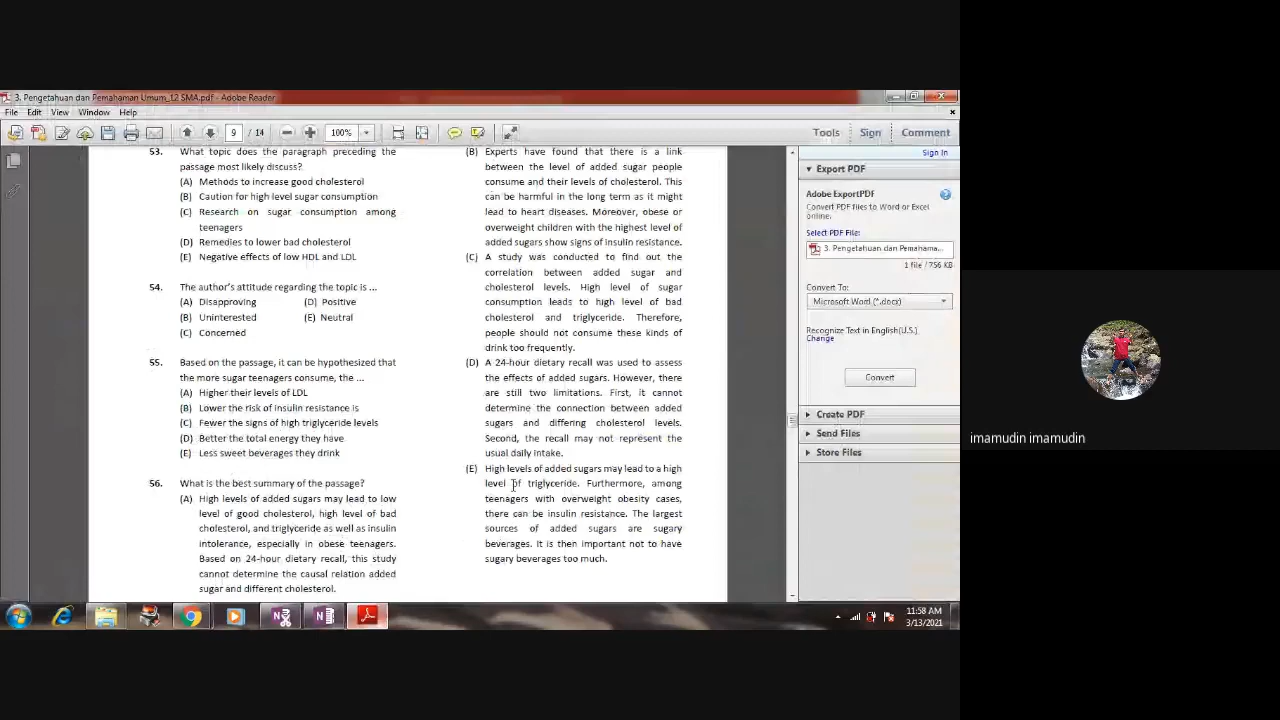 3. Pengetahuan dan Pemahaman Umum_12 SMA.pdf - Adobe Reader
File Edit View Window Help
9 / 14
100%
Tools Sign Comment
53. What topic does the paragraph preceding the
passage most likely discuss?
(A) Methods to increase good cholesterol
(B) Caution for high level sugar consumption
(C) Research on sugar consumption among
teenagers
(D) Remedies to lower bad cholesterol
(E) Negative effects of low HDL and LDL
54. The author's attitude regarding the topic is ...
(A) Disapproving (D) Positive
(B) Uninterested (E) Neutral
(C) Concerned
55. Based on the passage, it can be hypothesized that
the more sugar teenagers consume, the ...
(A) Higher their levels of LDL
(B) Lower the risk of insulin resistance is
(C) Fewer the signs of high triglyceride levels
(D) Better the total energy they have
(E) Less sweet beverages they drink
56. What is the best summary of the passage?
(A) High levels of added sugars may lead to low
level of good cholesterol, high level of bad
cholesterol, and triglyceride as well as insulin
intolerance, especially in obese teenagers.
Based on 24-hour dietary recall, this study
cannot determine the causal relation added
sugar and different cholesterol.
(B) Experts have found that there is a link
between the level of added sugar people
consume and their levels of cholesterol. This
can be harmful in the long term as it might
lead to heart diseases. Moreover, obese or
overweight children with the highest level of
added sugars show signs of insulin resistance.
(C) A study was conducted to find out the
correlation between added sugar and
cholesterol levels. High level of sugar
consumption leads to high level of bad
cholesterol and triglyceride. Therefore,
people should not consume these kinds of
drink too frequently.
(D) A 24-hour dietary recall was used to assess
the effects of added sugars. However, there
are still two limitations. First, it cannot
determine the connection between added
sugars and differing cholesterol levels.
Second, the recall may not represent the
usual daily intake.
(E) High levels of added sugars may lead to a high
level of triglyceride. Furthermore, among
teenagers with overweight obesity cases,
there can be insulin resistance. The largest
sources of added sugars are sugary
beverages. It is then important not to have
sugary beverages too much.
Sign In
Export PDF
Adobe ExportPDF
Convert PDF files to Word or Excel
online.
Select PDF File:
3. Pengetahuan dan Pemahama...
1 file / 756 KB
Convert To:
Microsoft Word (*.docx)
Recognize Text in English(U.S.)
Change
Convert
Create PDF
Send Files
Store Files
11:58 AM
3/13/2021
imamudin imamudin